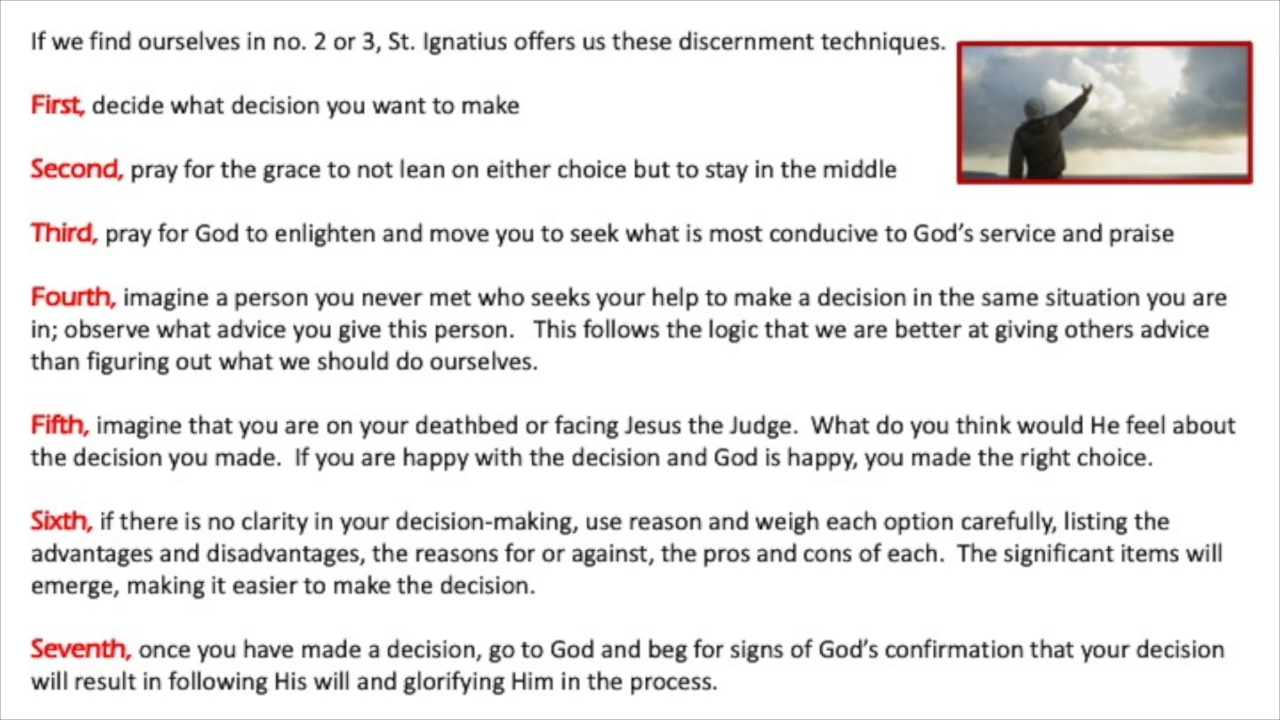 If we find ourselves in no. 2 or 3, St. Ignatius offers us these discernment techniques.
First, decide what decision you want to make
Second, pray for the grace to not lean on either choice but to stay in the middle
Third, pray for God to enlighten and move you to seek what is most conducive to God's service and praise
Fourth, imagine a person you never met who seeks your help to make a decision in the same situation you are
in; observe what advice you give this person. This follows the logic that we are better at giving others advice
than figuring out what we should do ourselves.
Fifth, imagine that you are on your deathbed or facing Jesus the Judge. What do you think would He feel about
the decision you made. If you are happy with the decision and God is happy, you made the right choice.
Sixth, if there is no clarity in your decision-making, use reason and weigh each option carefully, listing the
advantages and disadvantages, the reasons for or against, the pros and cons of each. The significant items will
emerge, making it easier to make the decision.
Seventh, once you have made a decision, go to God and beg for signs of God's confirmation that your decision
will result in following His will and glorifying Him in the process.